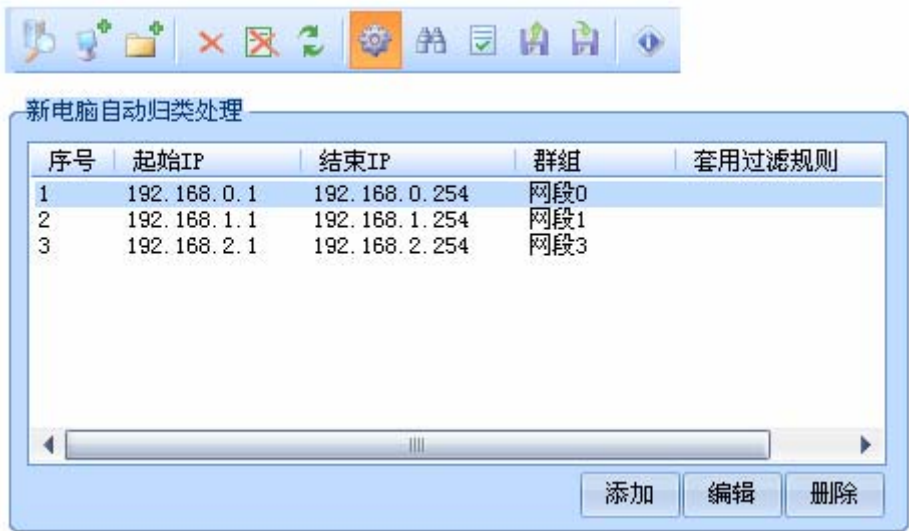 新电脑自动归类处理
序号 起始IP 结束IP 群组 套用过滤规则
1 192.168.0.1 192.168.0.254 网段0
2 192.168.1.1 192.168.1.254 网段1
3 192.168.2.1 192.168.2.254 网段3
添加 编辑 删除